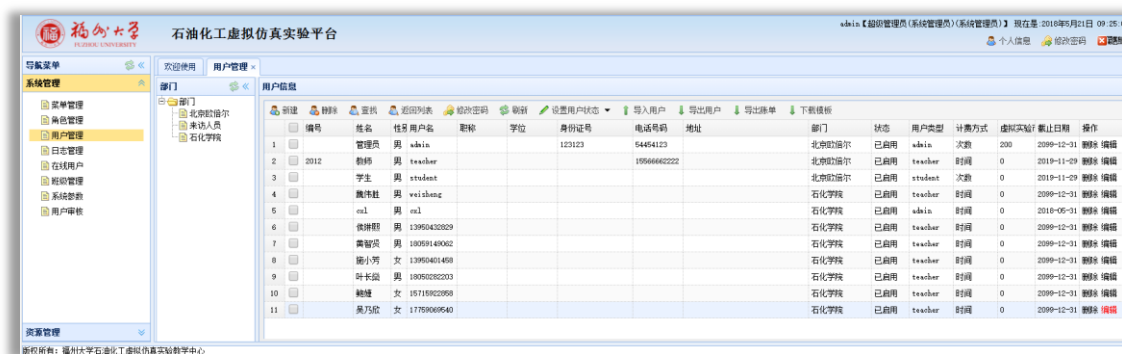 福州大学 石油化工虚拟仿真实验平台 admin【超级管理员(系统管理员)(系统管理员)】 现在是:2018年5月21日 09:25:
FUZHOU UNIVERSITY
个人信息 修改密码
导航菜单 欢迎使用 用户管理
系统管理 部门 用户信息
菜单管理
角色管理
用户管理
日志管理
在线用户
班级管理
系统参数
用户审核
部门
北京欧倍尔
来访人员
石化学院
新建 删除 查找 返回列表 修改密码 刷新 设置用户状态 导入用户 导出用户 导出账单 下载模板
编号 姓名 性别 用户名 职称 学位 身份证号 电话号码 地址 部门 状态 用户类型 计费方式 虚拟实验 截止日期 操作
1 管理员 男 admin 123123 54454123 北京欧倍尔 已启用 admin 次数 200 2099-12-31 删除 编辑
2 2012 教师 男 teacher 15566662222 北京欧倍尔 已启用 teacher 时间 0 2019-11-29 删除 编辑
3 学生 男 student 北京欧倍尔 已启用 student 次数 0 2019-11-29 删除 编辑
4 魏伟胜 男 weisheng 石化学院 已启用 teacher 时间 0 2099-12-31 删除 编辑
5 cxl 男 cxl 石化学院 已启用 admin 时间 0 2018-05-31 删除 编辑
6 侯琳熙 男 13950432829 石化学院 已启用 teacher 时间 0 2099-12-31 删除 编辑
7 黄智贤 男 18059149062 石化学院 已启用 teacher 时间 0 2099-12-31 删除 编辑
8 施小芳 女 13950401458 石化学院 已启用 teacher 时间 0 2099-12-31 删除 编辑
9 叶长燊 男 18050282203 石化学院 已启用 teacher 时间 0 2099-12-31 删除 编辑
10 鲍媛 女 15715922858 石化学院 已启用 teacher 时间 0 2099-12-31 删除 编辑
11 吴乃欣 女 17759069540 石化学院 已启用 teacher 时间 0 2099-12-31 删除 编辑
资源管理
版权所有：福州大学石油化工虚拟仿真实验教学中心